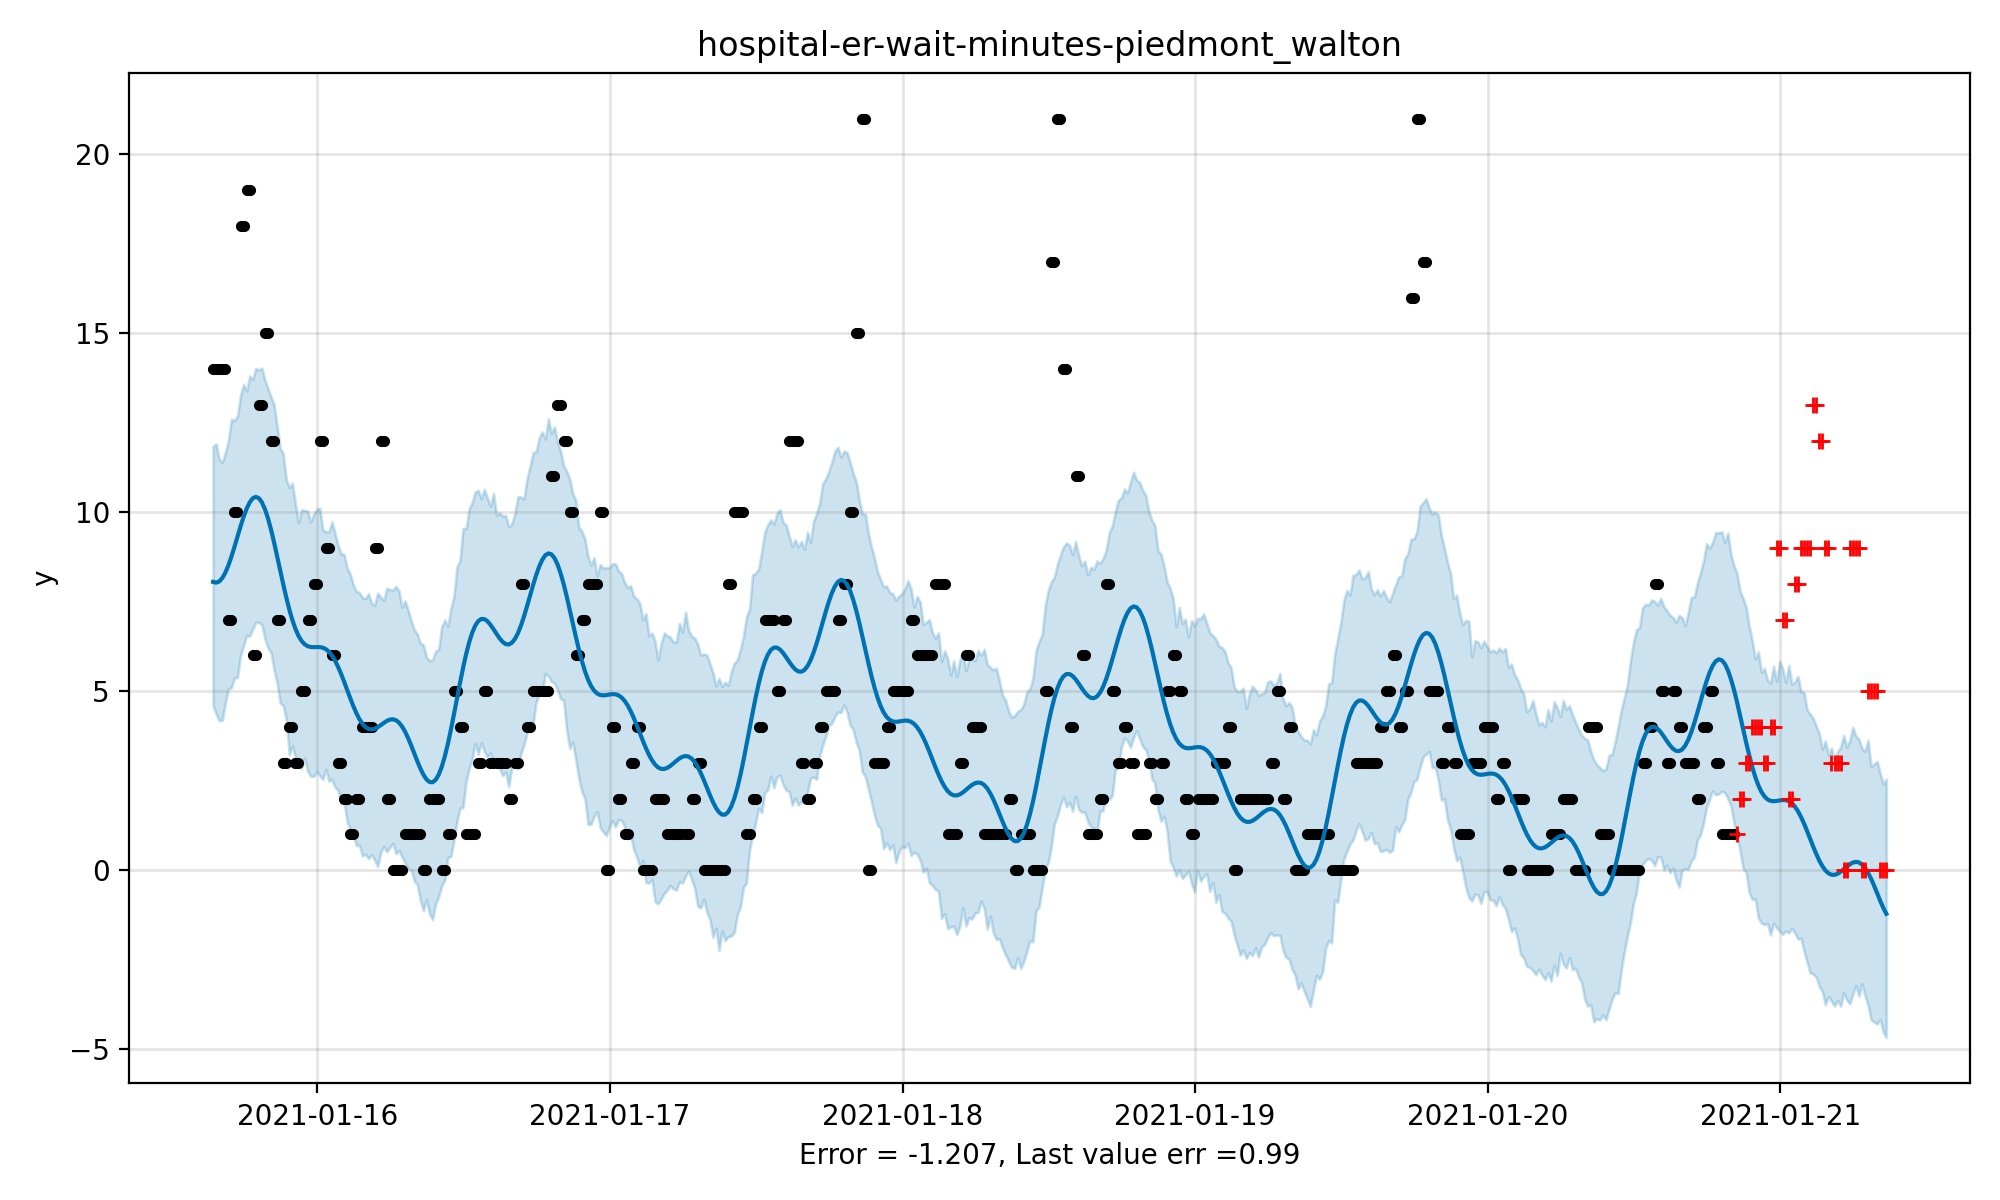 hospital-er-wait-minutes-piedmont_walton
20
15
10
5
0
−5
y
2021-01-16 2021-01-17 2021-01-18 2021-01-19 2021-01-20 2021-01-21
Error = -1.207, Last value err =0.99